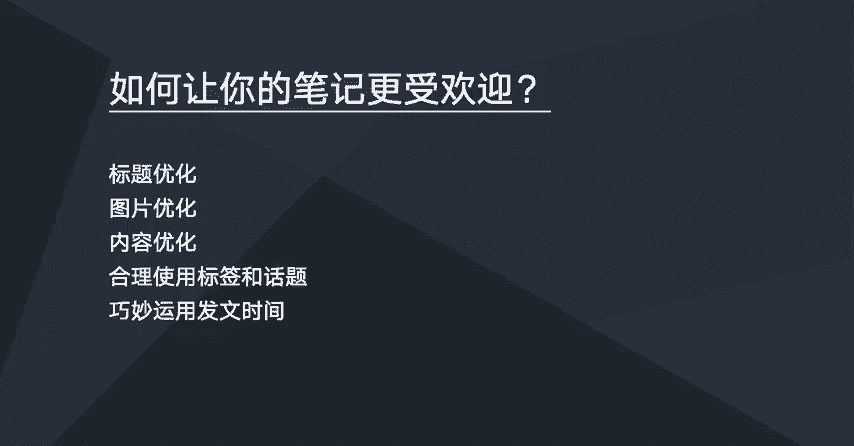 如何让你的笔记更受欢迎？
标题优化
图片优化
内容优化
合理使用标签和话题
巧妙运用发文时间